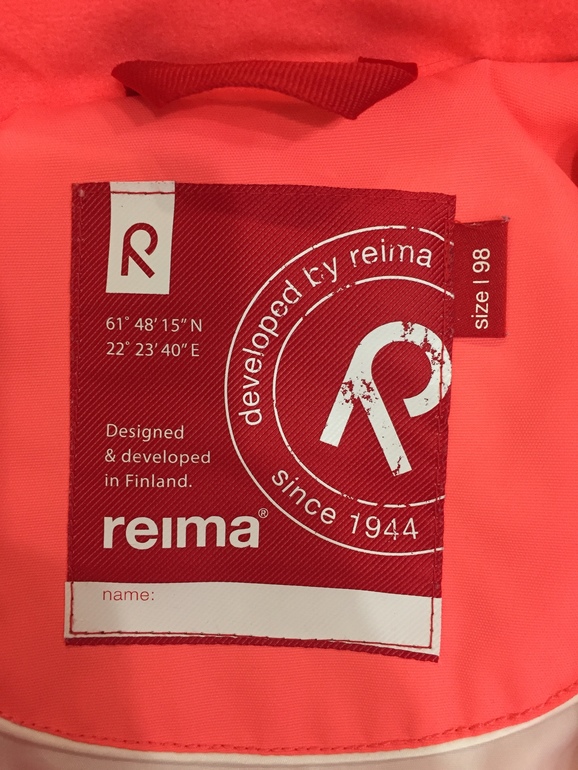 61° 48' 15" N
22° 23' 40" E
developed by reima
size | 98
Designed
& developed
in Finland.
since 1944
reima®
name: